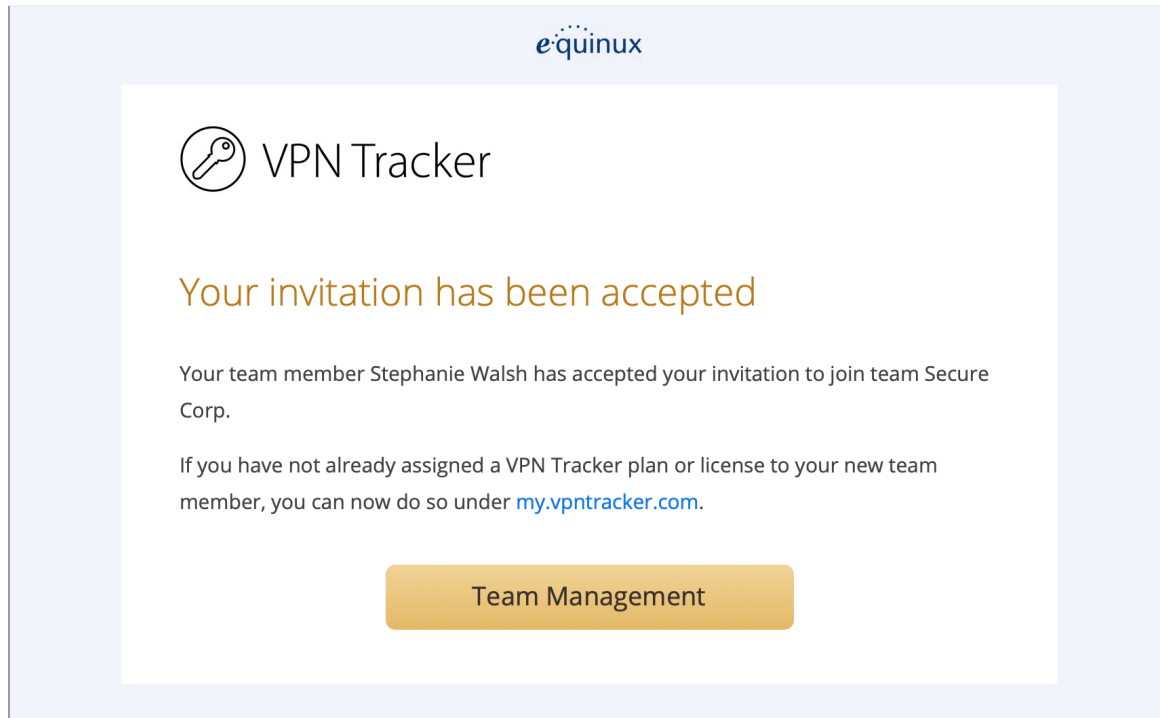 e·quinux
VPN Tracker
Your invitation has been accepted
Your team member Stephanie Walsh has accepted your invitation to join team Secure
Corp.
If you have not already assigned a VPN Tracker plan or license to your new team
member, you can now do so under my.vpntracker.com.
Team Management